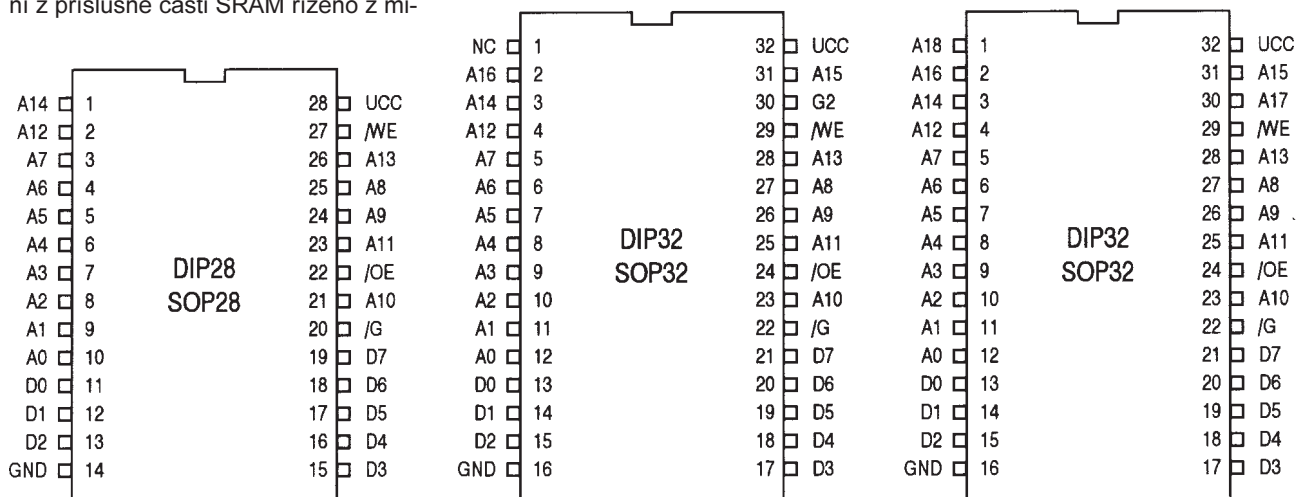 ní z příslušné části SRAM řízeno z mi-
A14 1 28 UCC
A12 2 27 /WE
A7 3 26 A13
A6 4 25 A8
A5 5 24 A9
A4 6 23 A11
A3 7 22 /OE
A2 8 21 A10
A1 9 20 /G
A0 10 19 D7
D0 11 18 D6
D1 12 17 D5
D2 13 16 D4
GND 14 15 D3
DIP28
SOP28
NC 1 32 UCC
A16 2 31 A15
A14 3 30 G2
A12 4 29 /WE
A7 5 28 A13
A6 6 27 A8
A5 7 26 A9
A4 8 25 A11
A3 9 24 /OE
A2 10 23 A10
A1 11 22 /G
A0 12 21 D7
D0 13 20 D6
D1 14 19 D5
D2 15 18 D4
GND 16 17 D3
DIP32
SOP32
A18 1 32 UCC
A16 2 31 A15
A14 3 30 A17
A12 4 29 /WE
A7 5 28 A13
A6 6 27 A8
A5 7 26 A9
A4 8 25 A11
A3 9 24 /OE
A2 10 23 A10
A1 11 22 /G
A0 12 21 D7
D0 13 20 D6
D1 14 19 D5
D2 15 18 D4
GND 16 17 D3
DIP32
SOP32